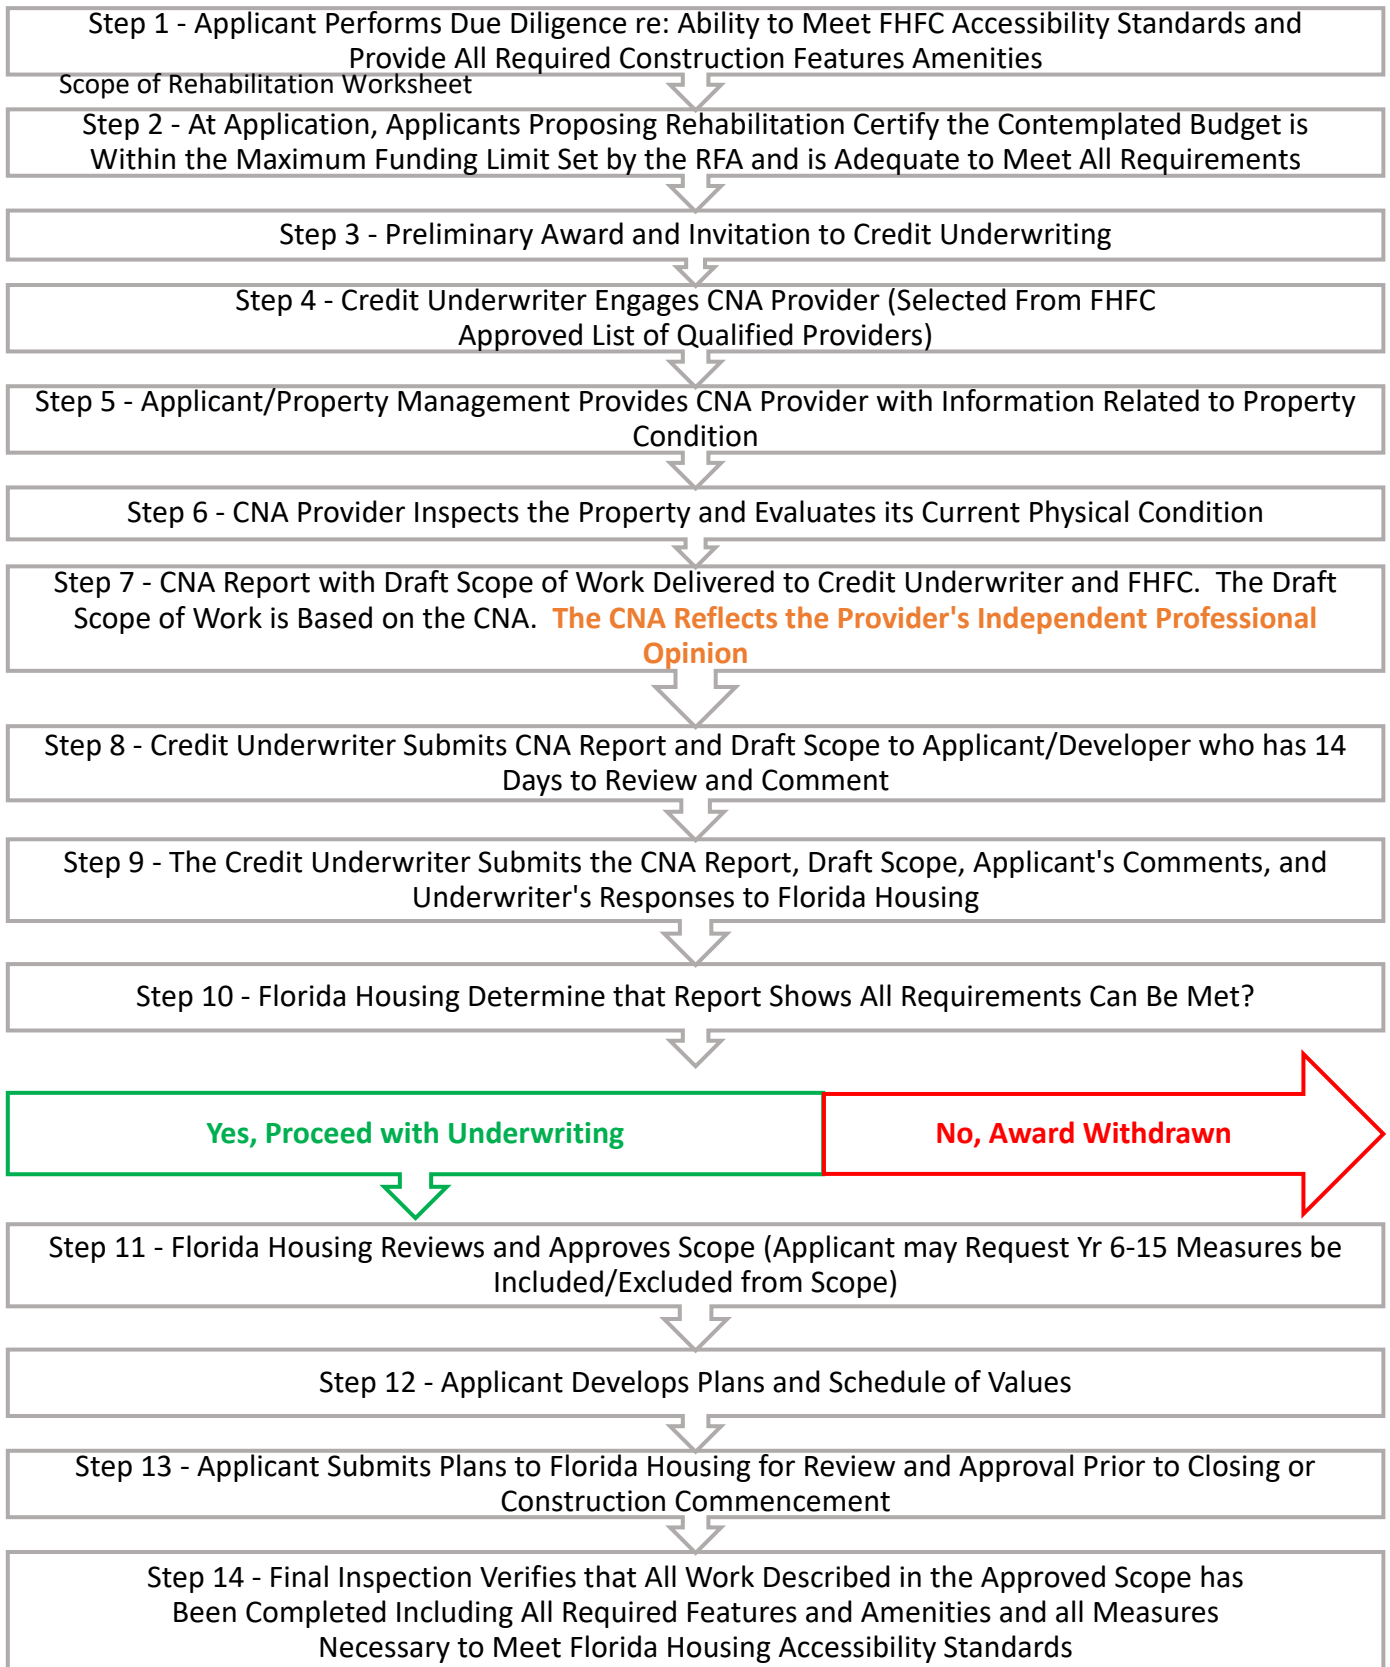 Step 1 - Applicant Performs Due Diligence re: Ability to Meet FHFC Accessibility Standards and
Provide All Required Construction Features Amenities
Scope of Rehabilitation Worksheet
Step 2 - At Application, Applicants Proposing Rehabilitation Certify the Contemplated Budget is
Within the Maximum Funding Limit Set by the RFA and is Adequate to Meet All Requirements
Step 3 - Preliminary Award and Invitation to Credit Underwriting
Step 4 - Credit Underwriter Engages CNA Provider (Selected From FHFC
Approved List of Qualified Providers)
Step 5 - Applicant/Property Management Provides CNA Provider with Information Related to Property
Condition
Step 6 - CNA Provider Inspects the Property and Evaluates its Current Physical Condition
Step 7 - CNA Report with Draft Scope of Work Delivered to Credit Underwriter and FHFC.  The Draft
Scope of Work is Based on the CNA.  The CNA Reflects the Provider's Independent Professional
Opinion
Step 8 - Credit Underwriter Submits CNA Report and Draft Scope to Applicant/Developer who has 14
Days to Review and Comment
Step 9 - The Credit Underwriter Submits the CNA Report, Draft Scope, Applicant's Comments, and
Underwriter's Responses to Florida Housing
Step 10 - Florida Housing Determine that Report Shows All Requirements Can Be Met?
Yes, Proceed with Underwriting
No, Award Withdrawn
Step 11 - Florida Housing Reviews and Approves Scope (Applicant may Request Yr 6-15 Measures be
Included/Excluded from Scope)
Step 12 - Applicant Develops Plans and Schedule of Values
Step 13 - Applicant Submits Plans to Florida Housing for Review and Approval Prior to Closing or
Construction Commencement
Step 14 - Final Inspection Verifies that All Work Described in the Approved Scope has
Been Completed Including All Required Features and Amenities and all Measures
Necessary to Meet Florida Housing Accessibility Standards